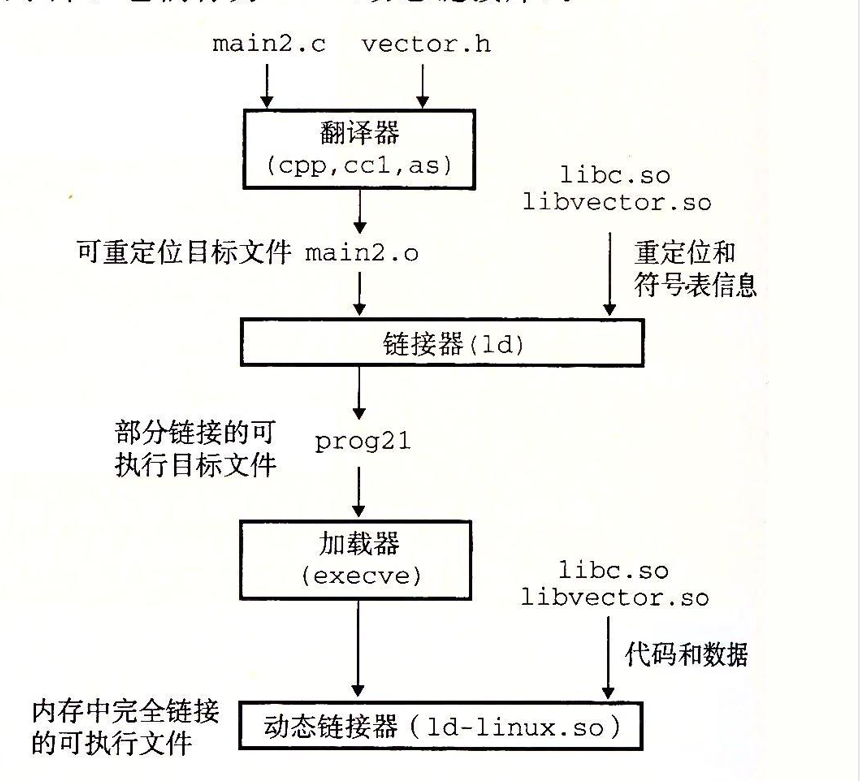 main2.c vector.h
翻译器
(cpp,cc1,as)
libc.so
libvector.so
可重定位目标文件 main2.o
重定位和
符号表信息
链接器(ld)
部分链接的可
执行目标文件
prog21
加载器
(execve)
libc.so
libvector.so
代码和数据
内存中完全链接
的可执行文件
动态链接器(ld-linux.so)